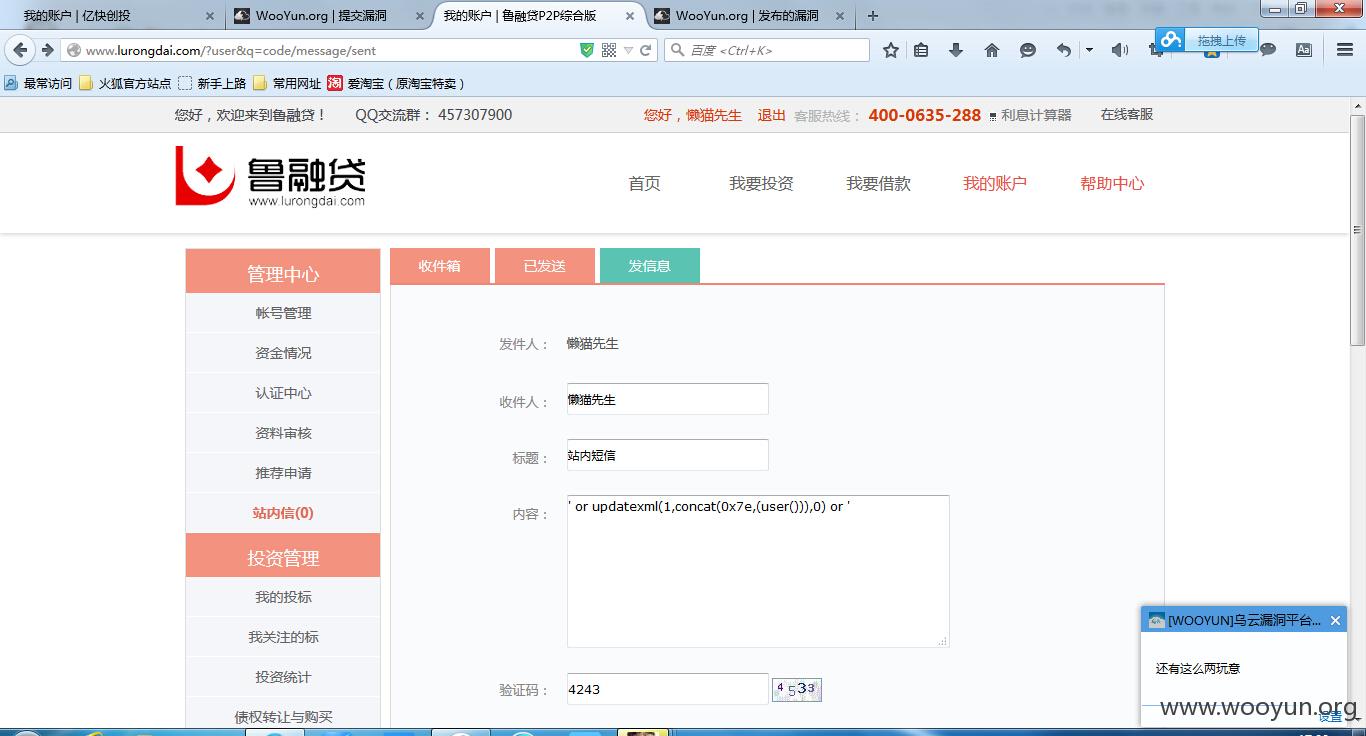 我的账户 | 亿快创投 WooYun.org | 提交漏洞 我的账户 | 鲁融贷P2P综合版 WooYun.org | 发布的漏洞
www.lurongdai.com/?user&q=code/message/sent 百度 <Ctrl+K> 拖拽上传
最常访问 火狐官方站点 新手上路 常用网址 淘 爱淘宝（原淘宝特卖）
您好，欢迎来到鲁融贷！ QQ交流群： 457307900 您好，懒猫先生 退出 客服热线： 400-0635-288 利息计算器 在线客服
鲁融贷
www.lurongdai.com
首页 我要投资 我要借款 我的账户 帮助中心
管理中心 收件箱 已发送 发信息
帐号管理
资金情况
认证中心
资料审核
推荐申请
站内信(0)
投资管理
我的投标
我关注的标
投资统计
债权转让与购买
发件人： 懒猫先生
收件人： 懒猫先生
标题： 站内短信
内容： ' or updatexml(1,concat(0x7e,(user())),0) or '
验证码： 4243 4533
[WOOYUN]乌云漏洞平台...
还有这么两玩意
设置
www.wooyun.org